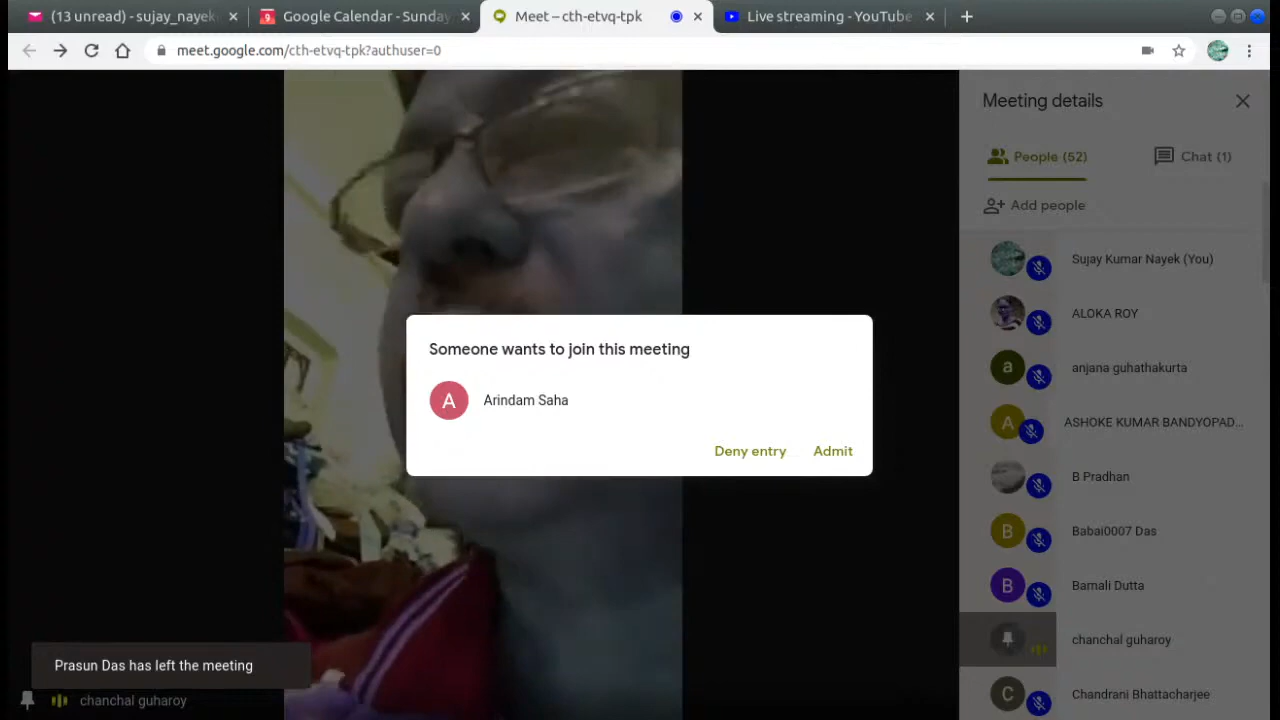 (13 unread) - sujay_nayek
Google Calendar - Sunday
Meet – cth-etvq-tpk
Live streaming - YouTube
meet.google.com/cth-etvq-tpk?authuser=0
Meeting details
People (52)
Chat (1)
Add people
Sujay Kumar Nayek (You)
ALOKA ROY
a
anjana guhathakurta
A
ASHOKE KUMAR BANDYOPAD...
B Pradhan
B
Babai0007 Das
B
Barnali Dutta
chanchal guharoy
C
Chandrani Bhattacharjee
Someone wants to join this meeting
A
Arindam Saha
Deny entry
Admit
Prasun Das has left the meeting
chanchal guharoy